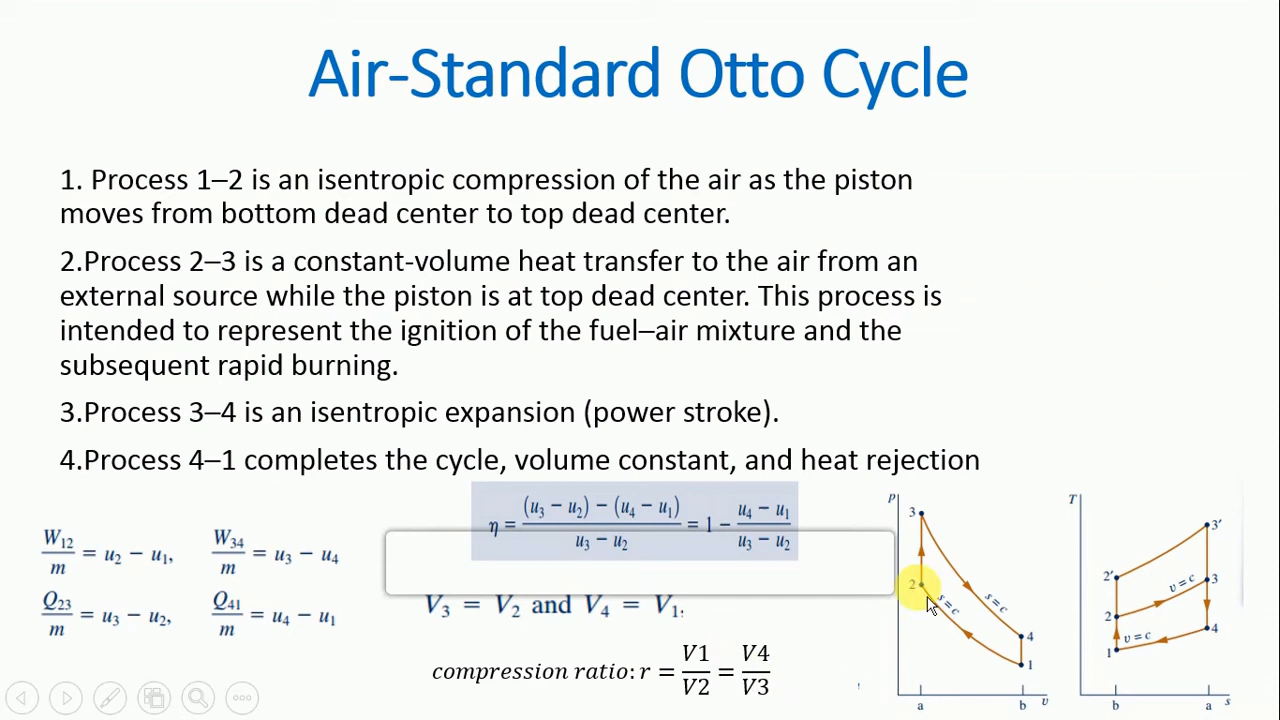 Air-Standard Otto Cycle
1. Process 1–2 is an isentropic compression of the air as the piston
moves from bottom dead center to top dead center.
2.Process 2–3 is a constant-volume heat transfer to the air from an
external source while the piston is at top dead center. This process is
intended to represent the ignition of the fuel–air mixture and the
subsequent rapid burning.
3.Process 3–4 is an isentropic expansion (power stroke).
4.Process 4–1 completes the cycle, volume constant, and heat rejection
W12/m = u2 − u1, W34/m = u3 − u4
Q23/m = u3 − u2, Q41/m = u4 − u1
η = (u3 − u2) − (u4 − u1) / u3 − u2 = 1 − u4 − u1 / u3 − u2
V3 = V2 and V4 = V1:
compression ratio: r = V1/V2 = V4/V3
p
3
2
s = c
s = c
4
1
a b v
T
3′
2′
3
v = c
2
4
v = c
1
b a s